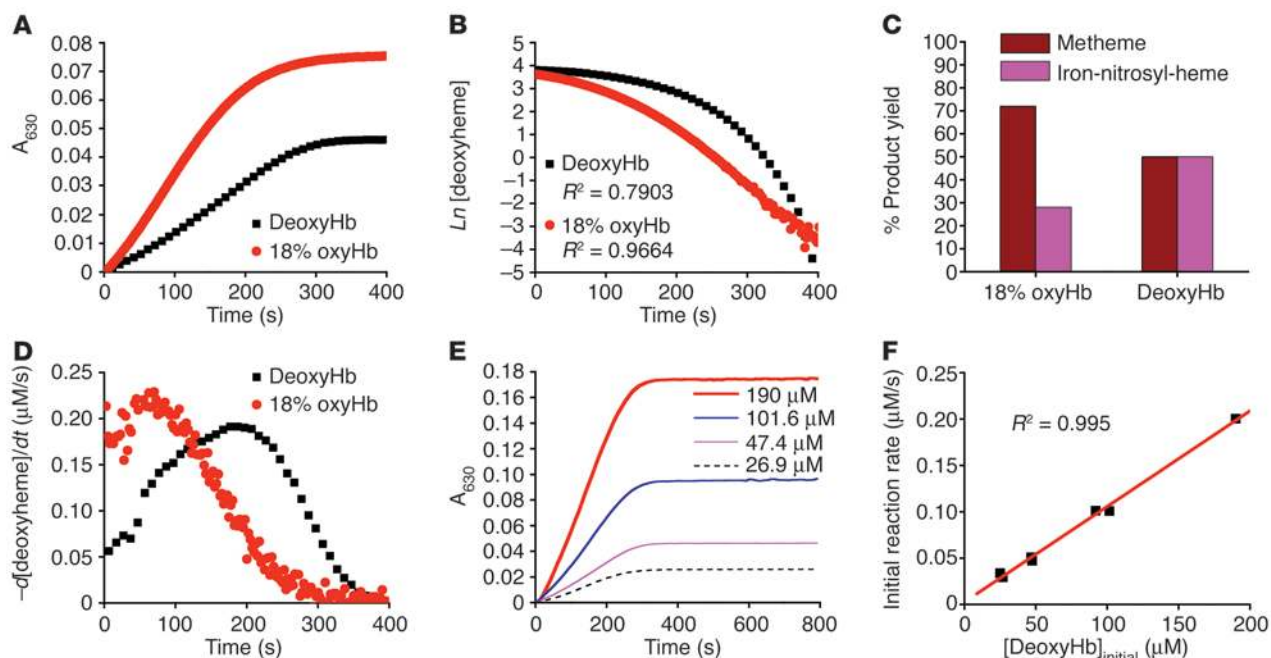 A
A630
0.08
0.07
0.06
0.05
0.04
0.03
0.02
0.01
0
DeoxyHb
18% oxyHb
0 100 200 300 400
Time (s)
B
Ln [deoxyheme]
5
4
3
2
1
0
−1
−2
−3
−4
−5
DeoxyHb
R2 = 0.7903
18% oxyHb
R2 = 0.9664
0 100 200 300 400
Time (s)
C
% Product yield
100
90
80
70
60
50
40
30
20
10
0
Metheme
Iron-nitrosyl-heme
18% oxyHb DeoxyHb
D
−d[deoxyheme]/dt (µM/s)
0.25
0.20
0.15
0.10
0.05
0
DeoxyHb
18% oxyHb
0 100 200 300 400
Time (s)
E
A630
0.18
0.16
0.14
0.12
0.10
0.08
0.06
0.04
0.02
0
190 µM
101.6 µM
47.4 µM
26.9 µM
0 200 400 600 800
Time (s)
F
Initial reaction rate (µM/s)
0.25
0.20
0.15
0.10
0.05
0
R2 = 0.995
0 50 100 150 200
[DeoxyHb]initial (µM)